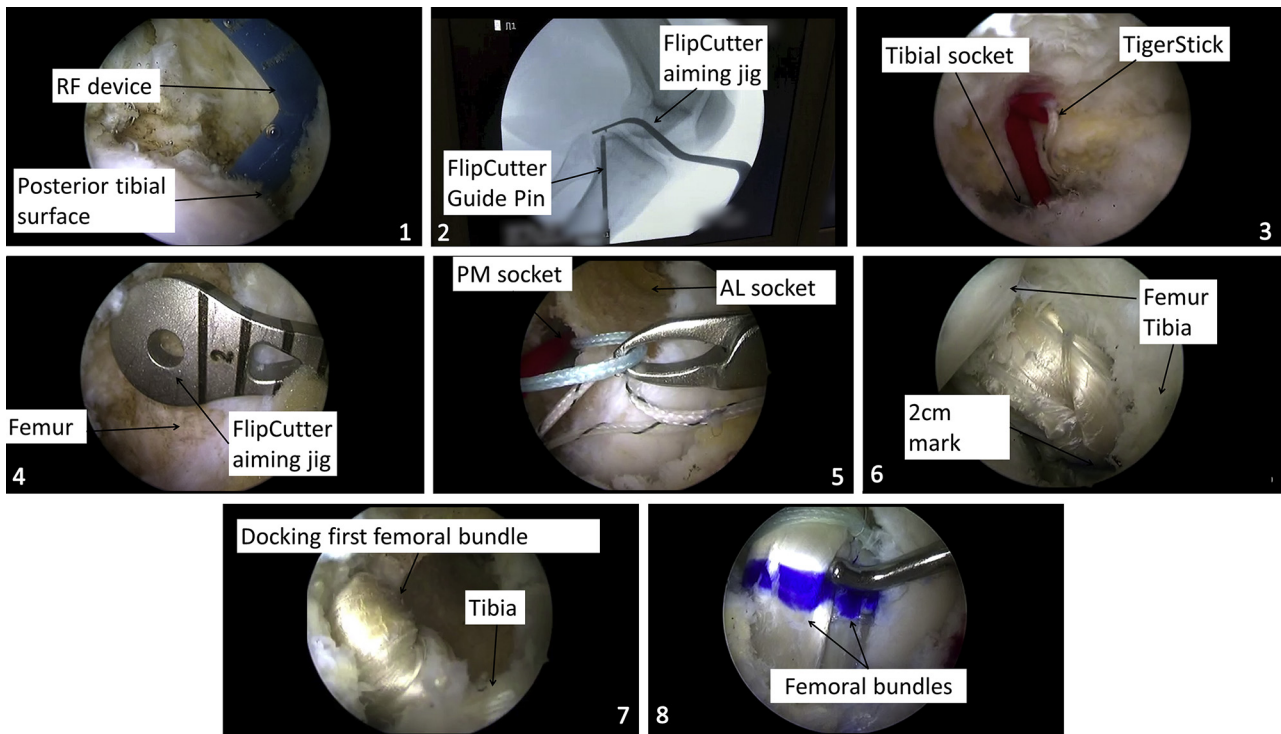 RF device
Posterior tibial
surface
1
FlipCutter
aiming jig
FlipCutter
Guide Pin
2
Tibial socket
TigerStick
3
Femur
2
FlipCutter
aiming jig
4
PM socket
AL socket
5
Femur
Tibia
2cm
mark
6
Docking first femoral bundle
Tibia
7
Femoral bundles
8